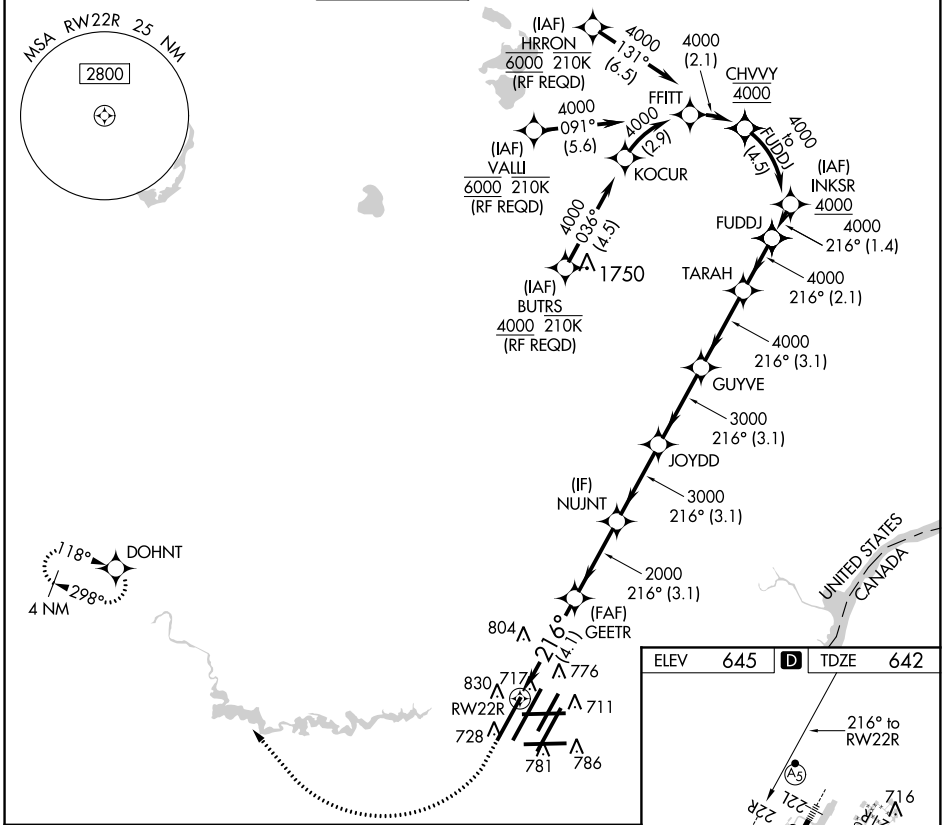 MSA RW22R 25 NM
2800
(IAF)
HRRON
6000 210K
(RF REQD)
4000
131°
(6.5)
4000
(2.1)
CHVVY
4000
FFITT
4000
to
FUDDJ
(4.5)
4000
091°
(5.6)
(IAF)
VALLI
6000 210K
(RF REQD)
4000
(2.9)
KOCUR
(IAF)
INKSR
4000
4000
216° (1.4)
FUDDJ
4000
036°
(4.5)
1750
(IAF)
BUTRS
4000 210K
(RF REQD)
TARAH
4000
216° (2.1)
4000
216° (3.1)
GUYVE
3000
216° (3.1)
JOYDD
(IF)
NUJNT
3000
216° (3.1)
UNITED STATES
CANADA
118°
DOHNT
298°
4 NM
2000
216° (3.1)
(FAF)
GEETR
804
216°
(4.1)
776
830
717
RW22R
711
728
781
786
ELEV 645 D TDZE 642
216° to
RW22R
A5
22R
22L
716